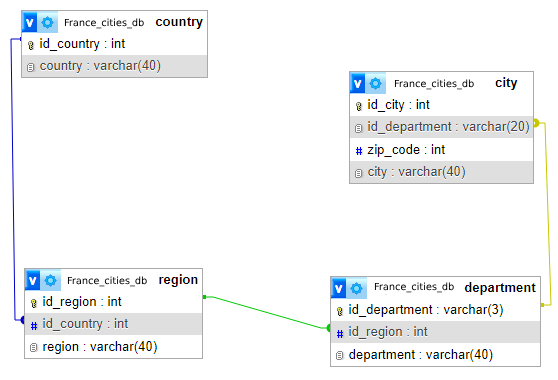 V France_cities_db country
id_country : int
country : varchar(40)
V France_cities_db city
id_city : int
id_department : varchar(20)
# zip_code : int
city : varchar(40)
V France_cities_db region
id_region : int
# id_country : int
region : varchar(40)
V France_cities_db department
id_department : varchar(3)
# id_region : int
department : varchar(40)